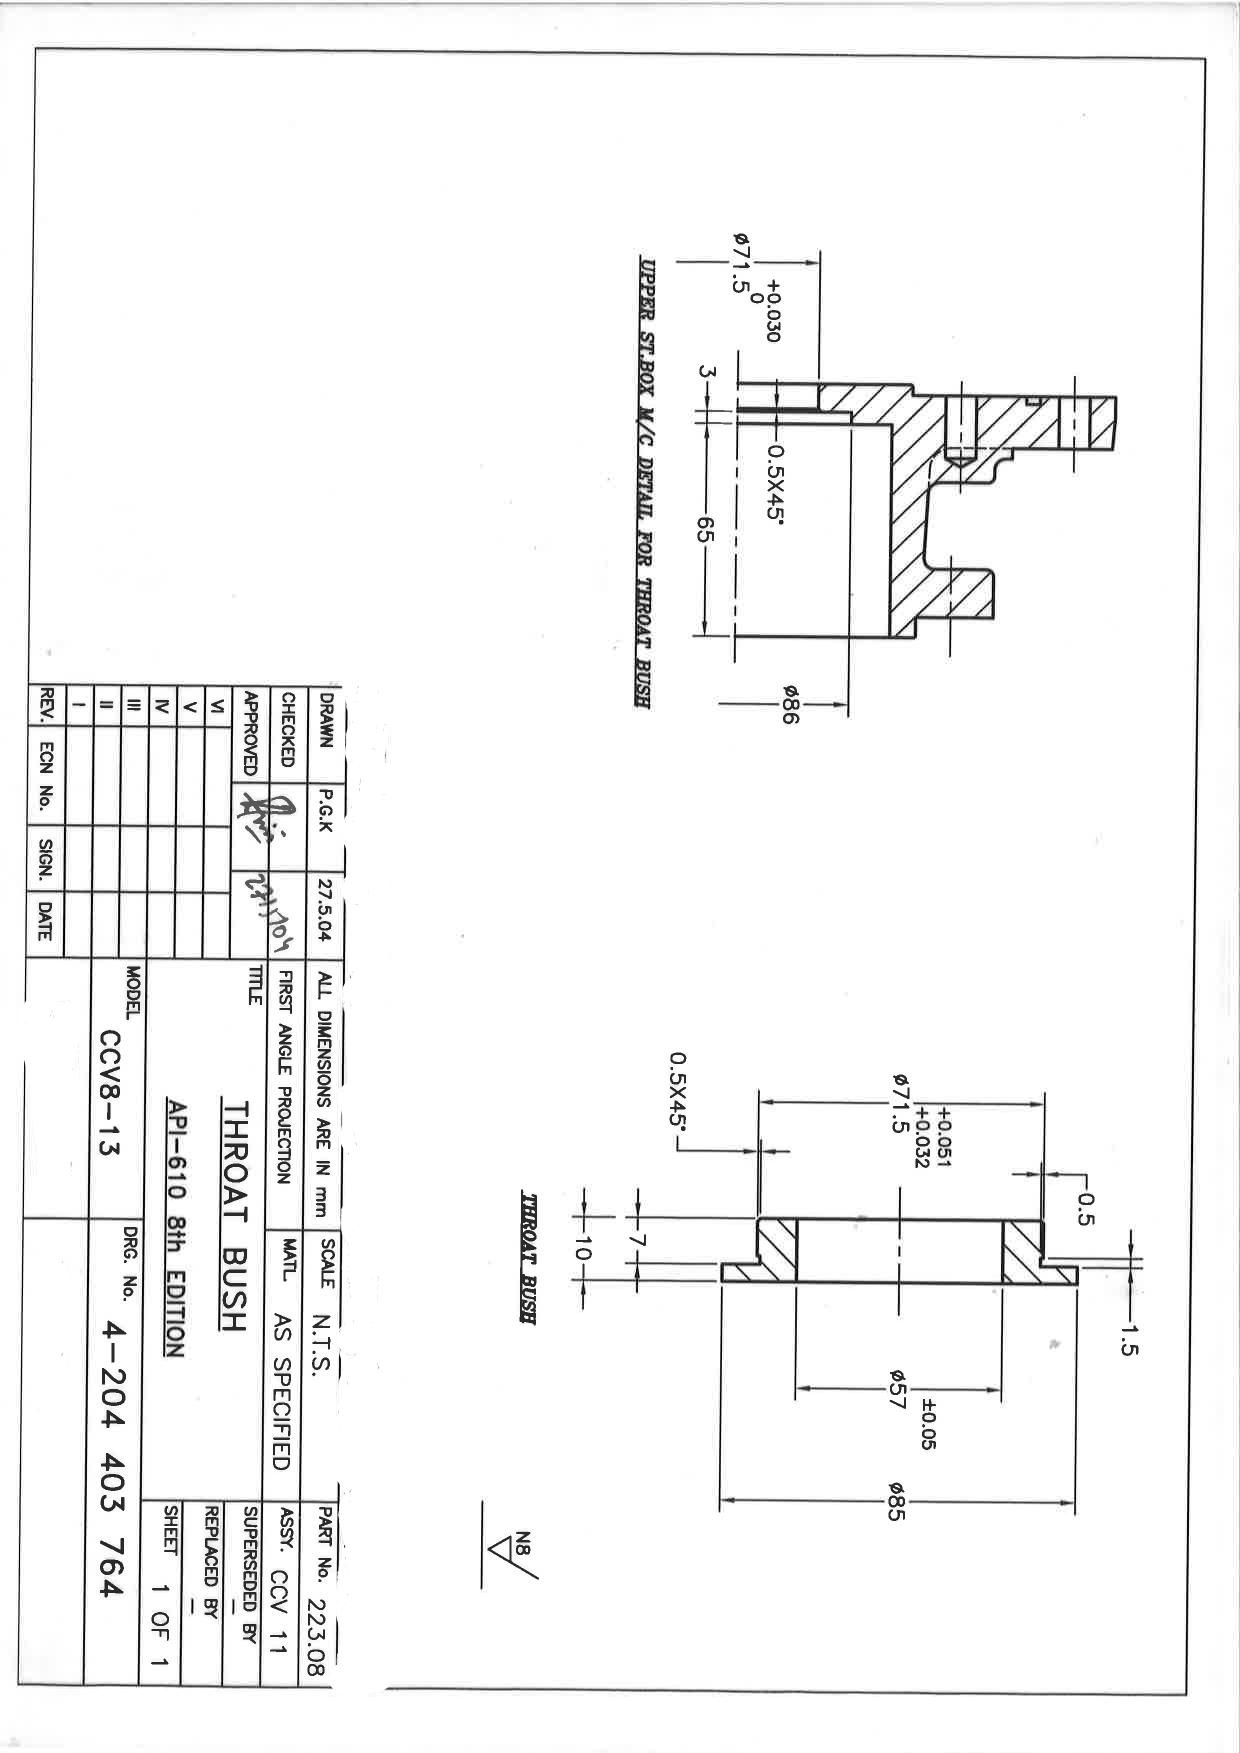 ø71.5 +0.030
0
3
0.5X45°
65
ø86
UPPER ST.BOX M/C DETAIL FOR THROAT BUSH
0.5
1.5
ø71.5 +0.051
+0.032
0.5X45°
7
10
ø57 ±0.05
ø85
THROAT BUSH
N8
DRAWN P.G.K 27.5.04 ALL DIMENSIONS ARE IN mm SCALE N.T.S. PART No. 223.08
CHECKED FIRST ANGLE PROJECTION MATL. AS SPECIFIED ASSY. CCV 11
APPROVED TITLE SUPERSEDED BY
–
THROAT BUSH
REPLACED BY
–
API-610 8th EDITION
SHEET 1 OF 1
VI
V
IV
III
II
I
REV. ECN No. SIGN. DATE
MODEL CCV8-13
DRG. No. 4-204 403 764